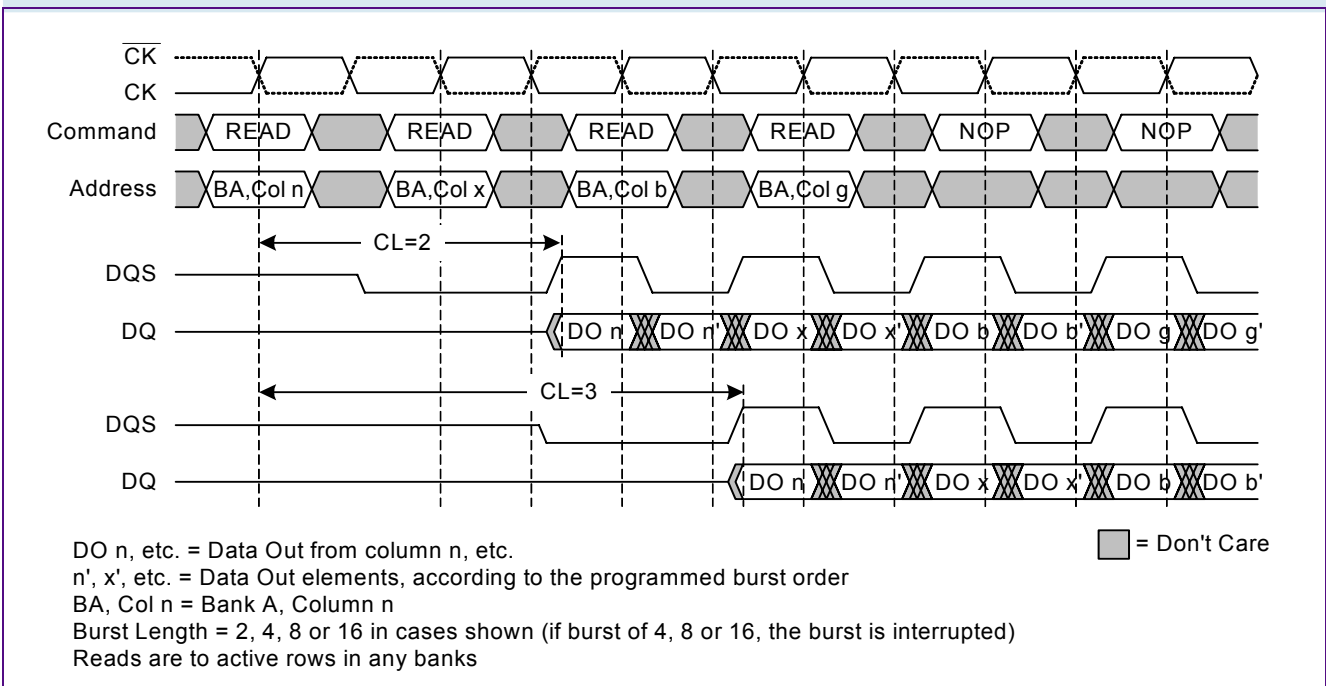 CK
CK
Command READ READ READ READ NOP NOP
Address BA,Col n BA,Col x BA,Col b BA,Col g
CL=2
DQS
DQ DO n DO n' DO x DO x' DO b DO b' DO g DO g'
CL=3
DQS
DQ DO n DO n' DO x DO x' DO b DO b'
DO n, etc. = Data Out from column n, etc.
= Don't Care
n', x', etc. = Data Out elements, according to the programmed burst order
BA, Col n = Bank A, Column n
Burst Length = 2, 4, 8 or 16 in cases shown (if burst of 4, 8 or 16, the burst is interrupted)
Reads are to active rows in any banks